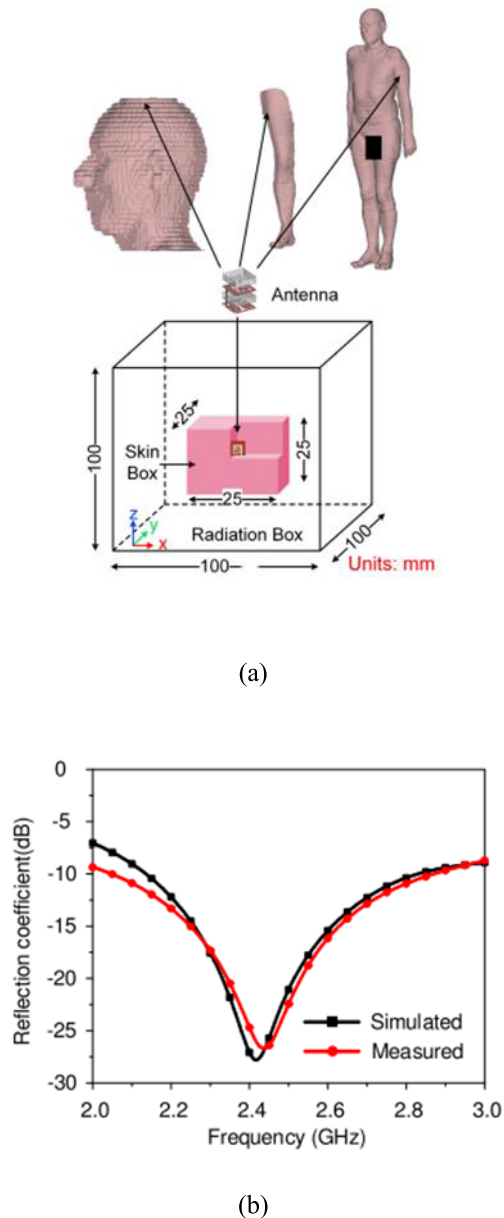 Antenna
25
Skin
Box
25
25
100
z
y
x
Radiation Box
100
100
Units: mm
(a)
0
-5
-10
-15
-20
-25
-30
Reflection coefficient(dB)
Simulated
Measured
2.0 2.2 2.4 2.6 2.8 3.0
Frequency (GHz)
(b)